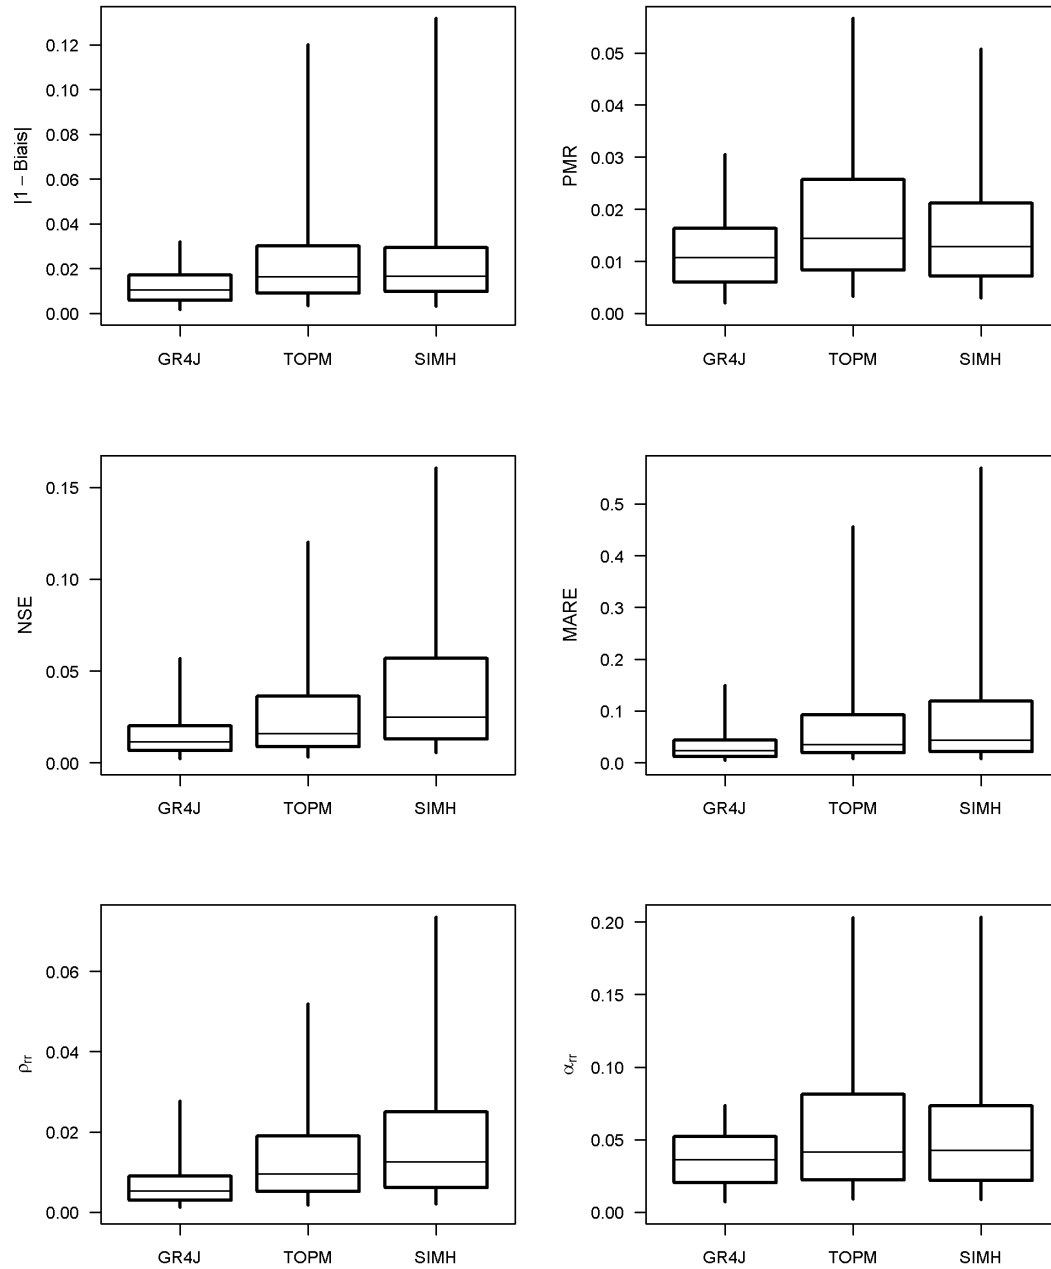 |1 − Biais|
0.12
0.10
0.08
0.06
0.04
0.02
0.00
GR4J TOPM SIMH
PMR
0.05
0.04
0.03
0.02
0.01
0.00
GR4J TOPM SIMH
NSE
0.15
0.10
0.05
0.00
GR4J TOPM SIMH
MARE
0.5
0.4
0.3
0.2
0.1
0.0
GR4J TOPM SIMH
ρrr
0.06
0.04
0.02
0.00
GR4J TOPM SIMH
αrr
0.20
0.15
0.10
0.05
0.00
GR4J TOPM SIMH